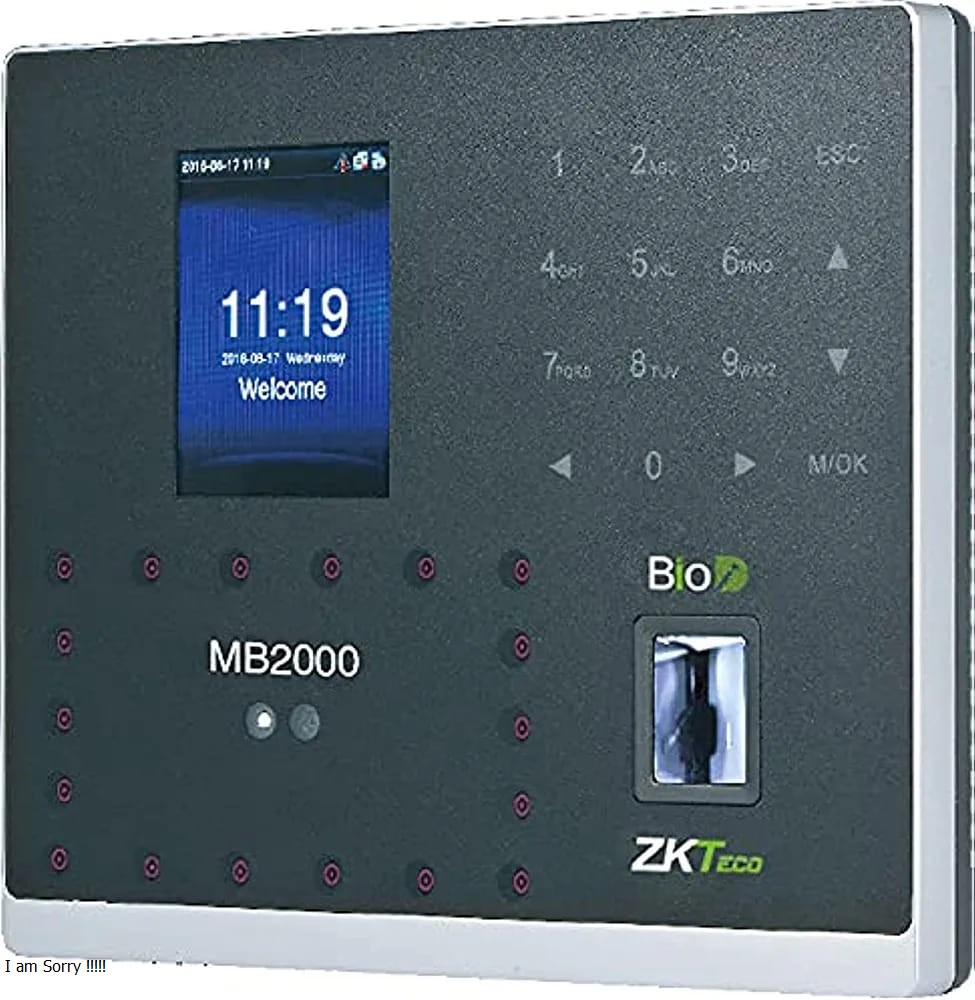 2016-06-17 11:19
11:19
2016-06-17 Wednesday
Welcome
1 2ABC 3DEF ESC
4GHI 5JKL 6MNO ▲
7PQRS 8TUV 9WXYZ ▼
◀ 0 ▶ M/OK
BioiD
MB2000
ZKTECO
I am Sorry !!!!!